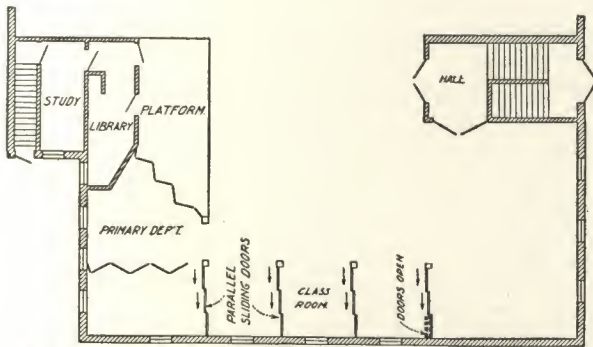 STUDY
LIBRARY
PLATFORM.
HALL
PRIMARY DEP'T.
PARALLEL
SLIDING DOORS
CLASS
ROOM.
DOORS OPEN